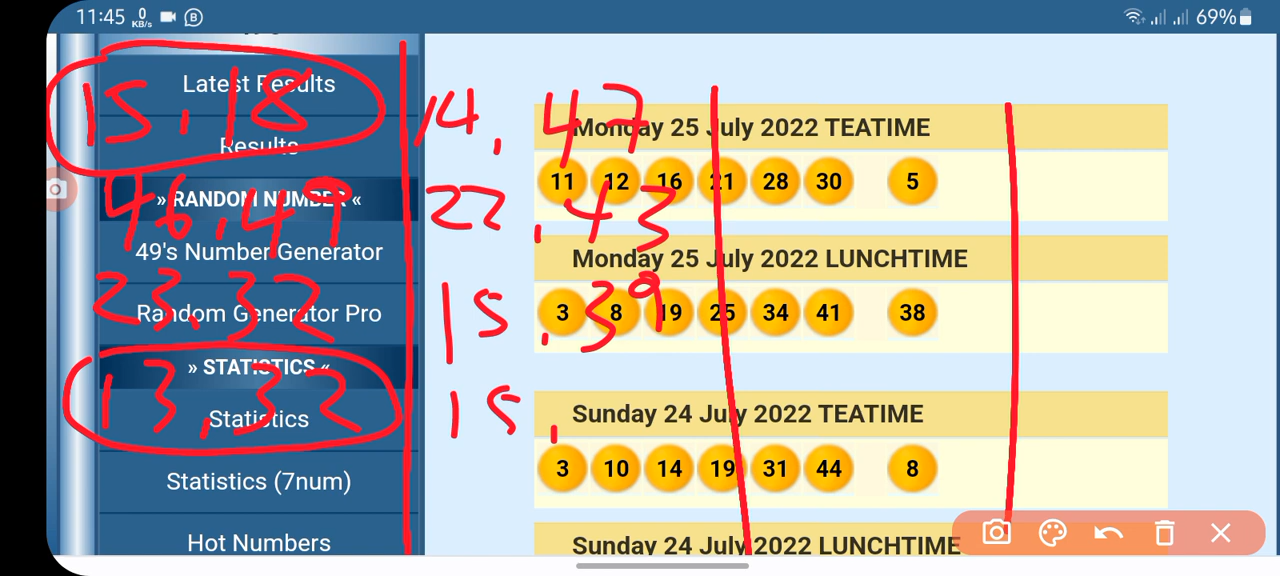 11:45 0 KB/s B 69%
Latest Results
Results
» RANDOM NUMBER «
49's Number Generator
Random Generator Pro
» STATISTICS «
Statistics
Statistics (7num)
Hot Numbers
15,18
46,49
23,32
13,32
14,47
22,43
15,39
15,
Monday 25 July 2022 TEATIME
11 12 16 21 28 30 5
Monday 25 July 2022 LUNCHTIME
3 8 19 25 34 41 38
Sunday 24 July 2022 TEATIME
3 10 14 19 31 44 8
Sunday 24 July 2022 LUNCHTIME